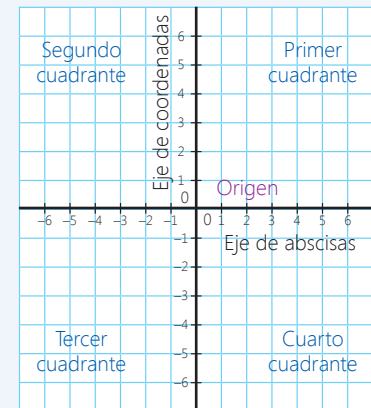 Segundo
cuadrante
Primer
cuadrante
Eje de coordenadas
6
5
4
3
2
1
0
Origen
–6 –5 –4 –3 –2 –1 0 1 2 3 4 5 6
Eje de abscisas
–1
–2
–3
–4
–5
–6
Tercer
cuadrante
Cuarto
cuadrante